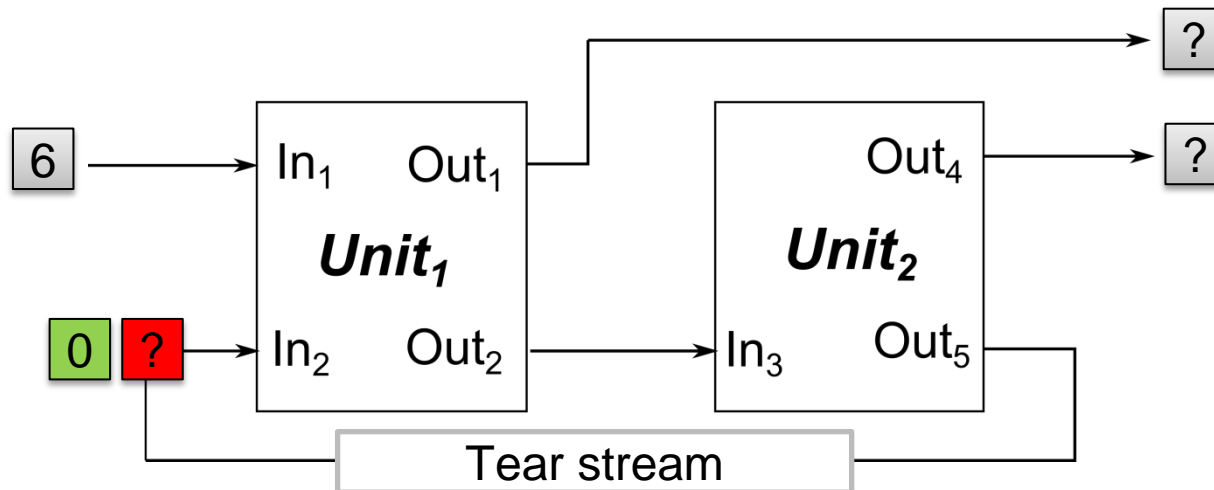 ?
6
In₁ Out₁
Out₄
?
Unit₁
Unit₂
0 ?
In₂ Out₂
In₃ Out₅
Tear stream